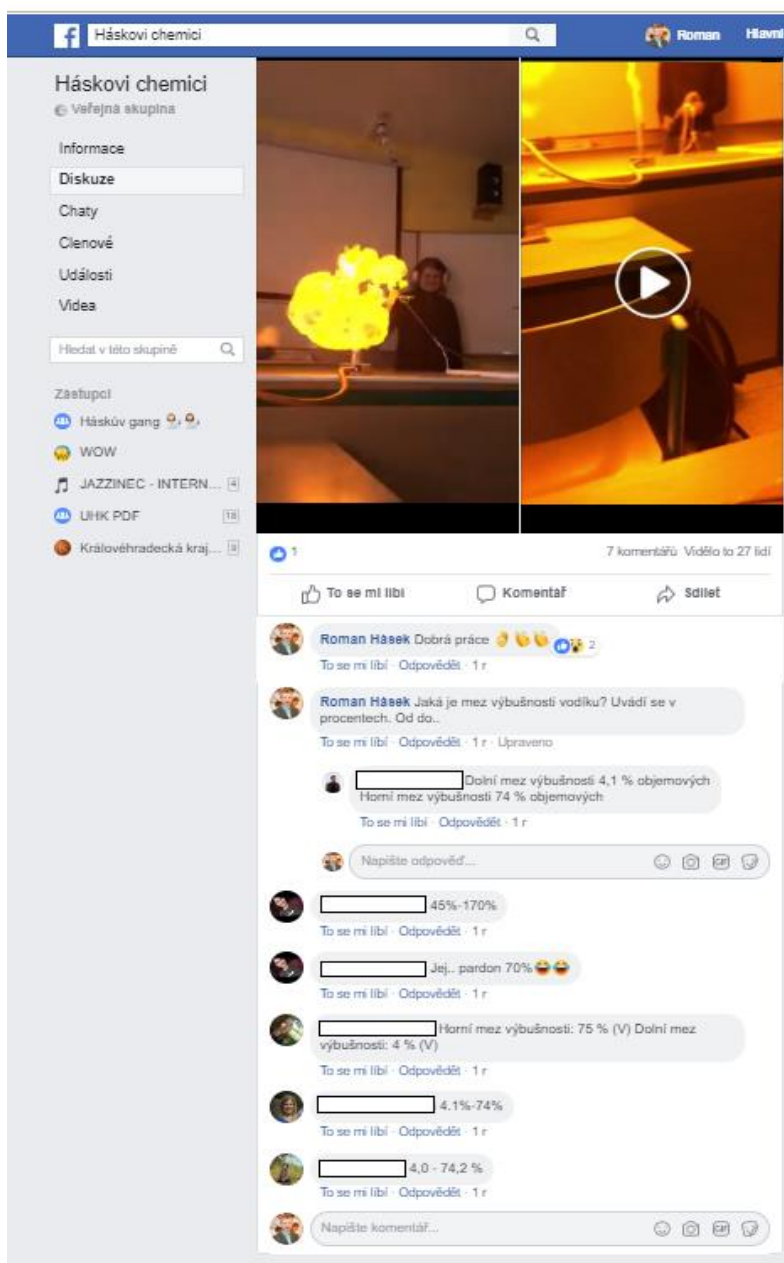 Háskovi chemici
Roman
Hlavní
Háskovi chemici
Veřejná skupina
Informace
Diskuze
Chaty
Členové
Události
Videa
Hledat v této skupině
Zástupci
Háskův gang
WOW
JAZZINEC - INTERN... 4
UHK PDF 18
Královéhradecká kraj...
1
7 komentářů Vidělo to 27 lidí
To se mi líbí Komentář Sdílet
Roman Hásek Dobrá práce
2
To se mi líbí · Odpovědět · 1 r
Roman Hásek Jaká je mez výbušnosti vodíku? Uvádí se v
procentech. Od do..
To se mi líbí · Odpovědět · 1 r · Upraveno
Dolní mez výbušnosti 4,1 % objemových
Horní mez výbušnosti 74 % objemových
To se mi líbí · Odpovědět · 1 r
Napište odpověď...
GIF
45%-170%
To se mi líbí · Odpovědět · 1 r
Jej.. pardon 70%
To se mi líbí · Odpovědět · 1 r
Horní mez výbušnosti: 75 % (V) Dolní mez
výbušnosti: 4 % (V)
To se mi líbí · Odpovědět · 1 r
4.1%-74%
To se mi líbí · Odpovědět · 1 r
4,0 - 74,2 %
To se mi líbí · Odpovědět · 1 r
Napište komentář...
GIF